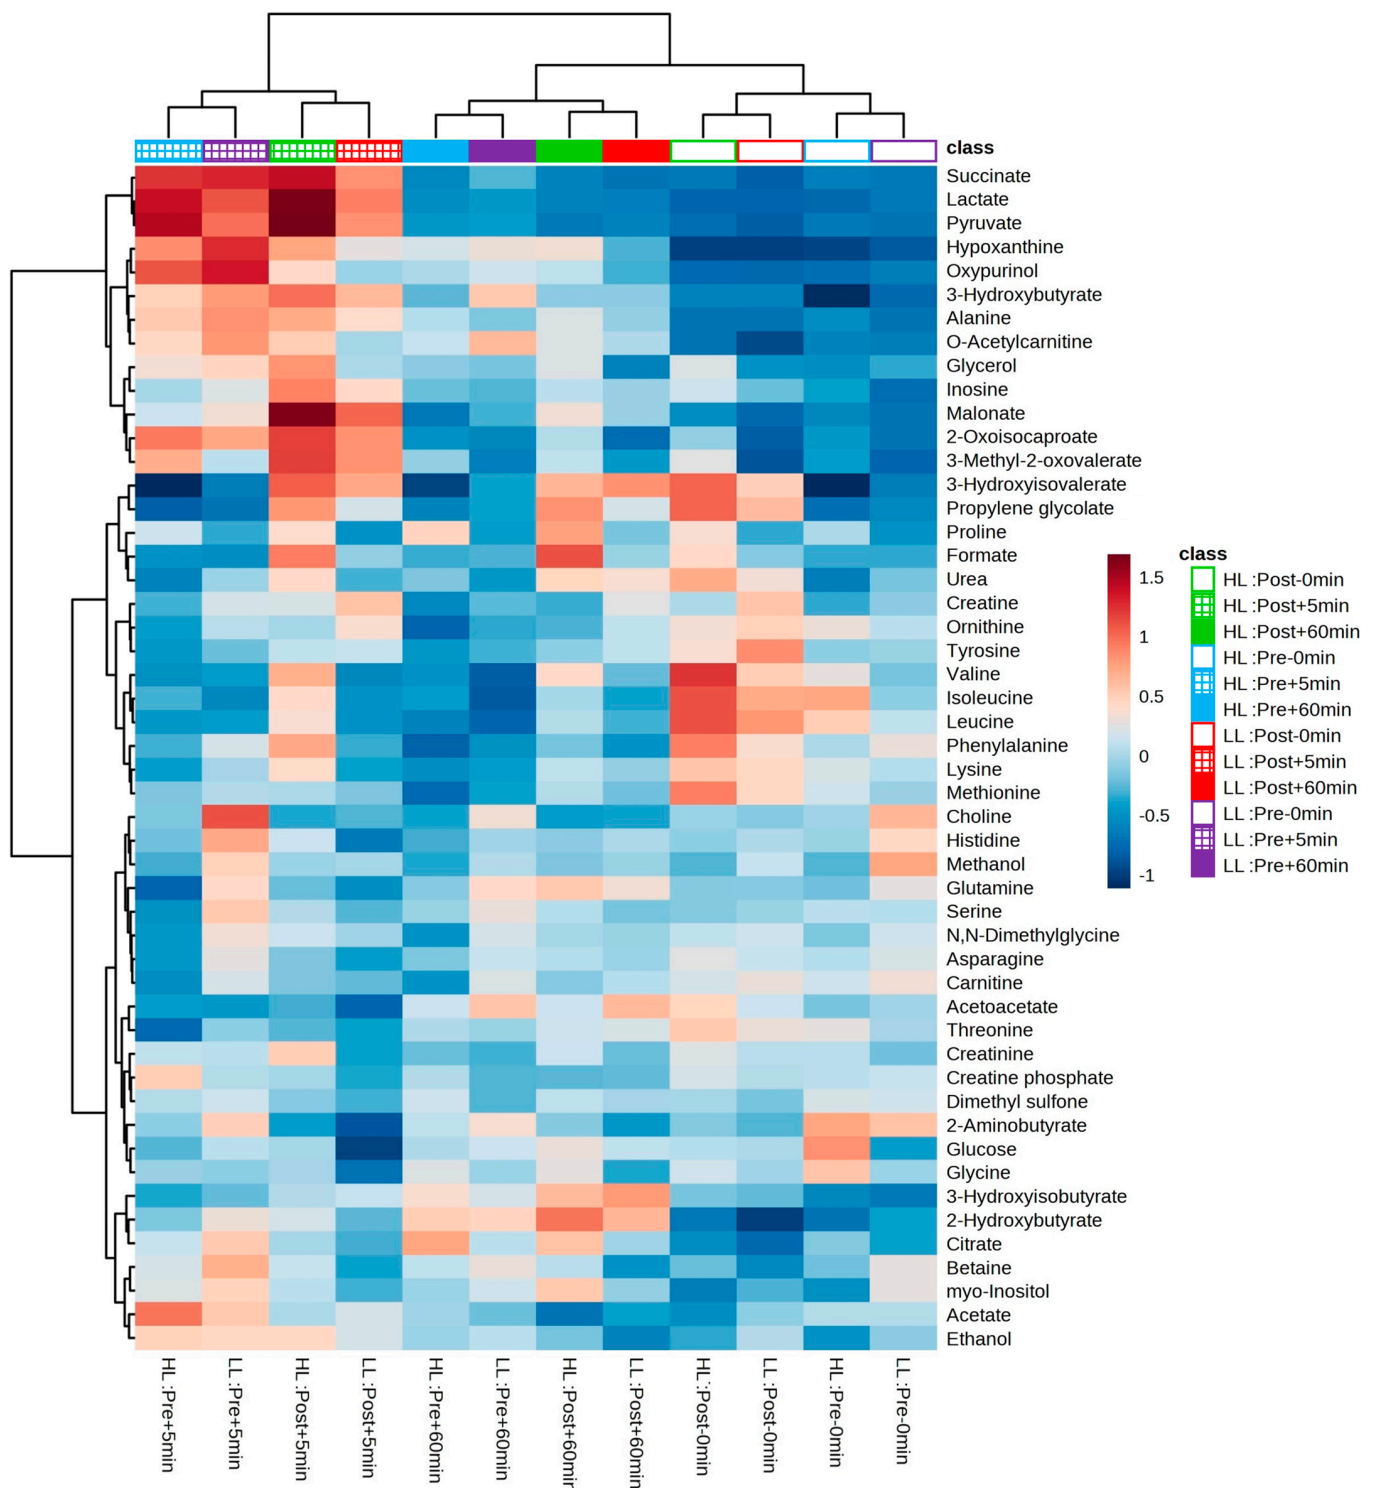 class
Succinate
Lactate
Pyruvate
Hypoxanthine
Oxypurinol
3-Hydroxybutyrate
Alanine
O-Acetylcarnitine
Glycerol
Inosine
Malonate
2-Oxoisocaproate
3-Methyl-2-oxovalerate
3-Hydroxyisovalerate
Propylene glycolate
Proline
Formate
Urea
Creatine
Ornithine
Tyrosine
Valine
Isoleucine
Leucine
Phenylalanine
Lysine
Methionine
Choline
Histidine
Methanol
Glutamine
Serine
N,N-Dimethylglycine
Asparagine
Carnitine
Acetoacetate
Threonine
Creatinine
Creatine phosphate
Dimethyl sulfone
2-Aminobutyrate
Glucose
Glycine
3-Hydroxyisobutyrate
2-Hydroxybutyrate
Citrate
Betaine
myo-Inositol
Acetate
Ethanol
1.5
1
0.5
0
-0.5
-1
class
HL :Post-0min
HL :Post+5min
HL :Post+60min
HL :Pre-0min
HL :Pre+5min
HL :Pre+60min
LL :Post-0min
LL :Post+5min
LL :Post+60min
LL :Pre-0min
LL :Pre+5min
LL :Pre+60min
HL :Pre+5min
LL :Pre+5min
HL :Post+5min
LL :Post+5min
HL :Pre+60min
LL :Pre+60min
HL :Post+60min
LL :Post+60min
HL :Post-0min
LL :Post-0min
HL :Pre-0min
LL :Pre-0min